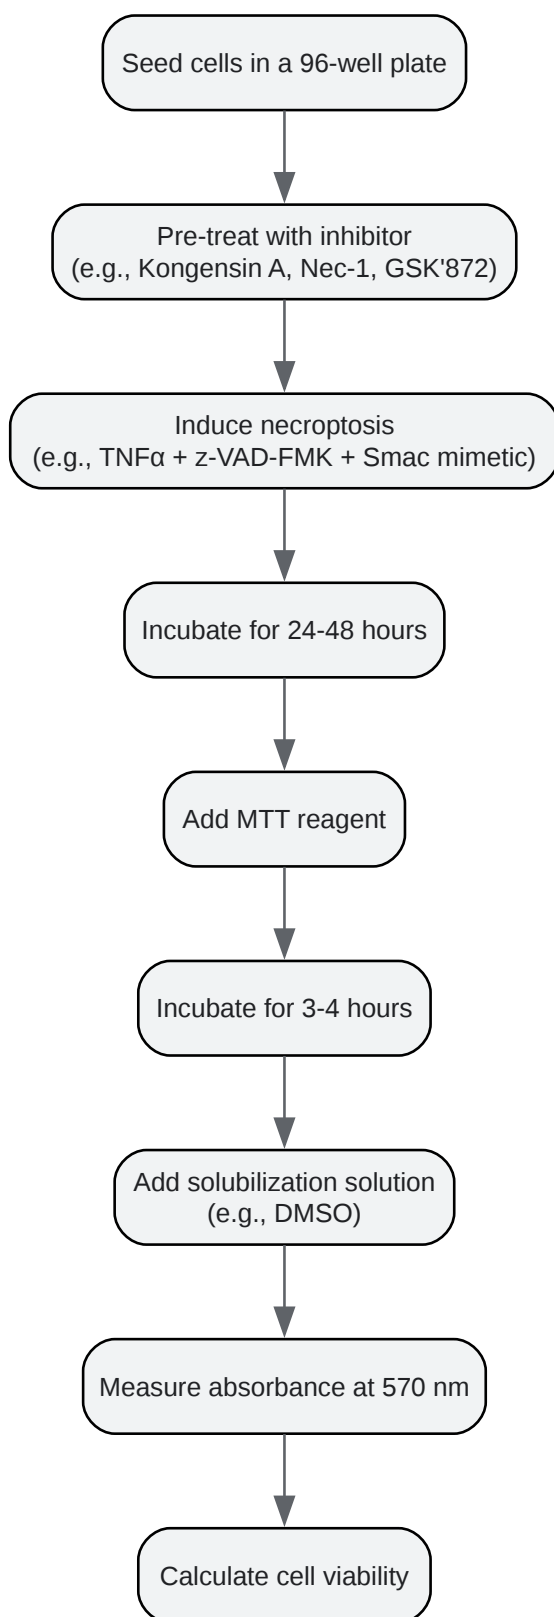 Seed cells in a 96-well plate
Pre-treat with inhibitor
(e.g., Kongensin A, Nec-1, GSK'872)
Induce necroptosis
(e.g., TNFα + z-VAD-FMK + Smac mimetic)
Incubate for 24-48 hours
Add MTT reagent
Incubate for 3-4 hours
Add solubilization solution
(e.g., DMSO)
Measure absorbance at 570 nm
Calculate cell viability